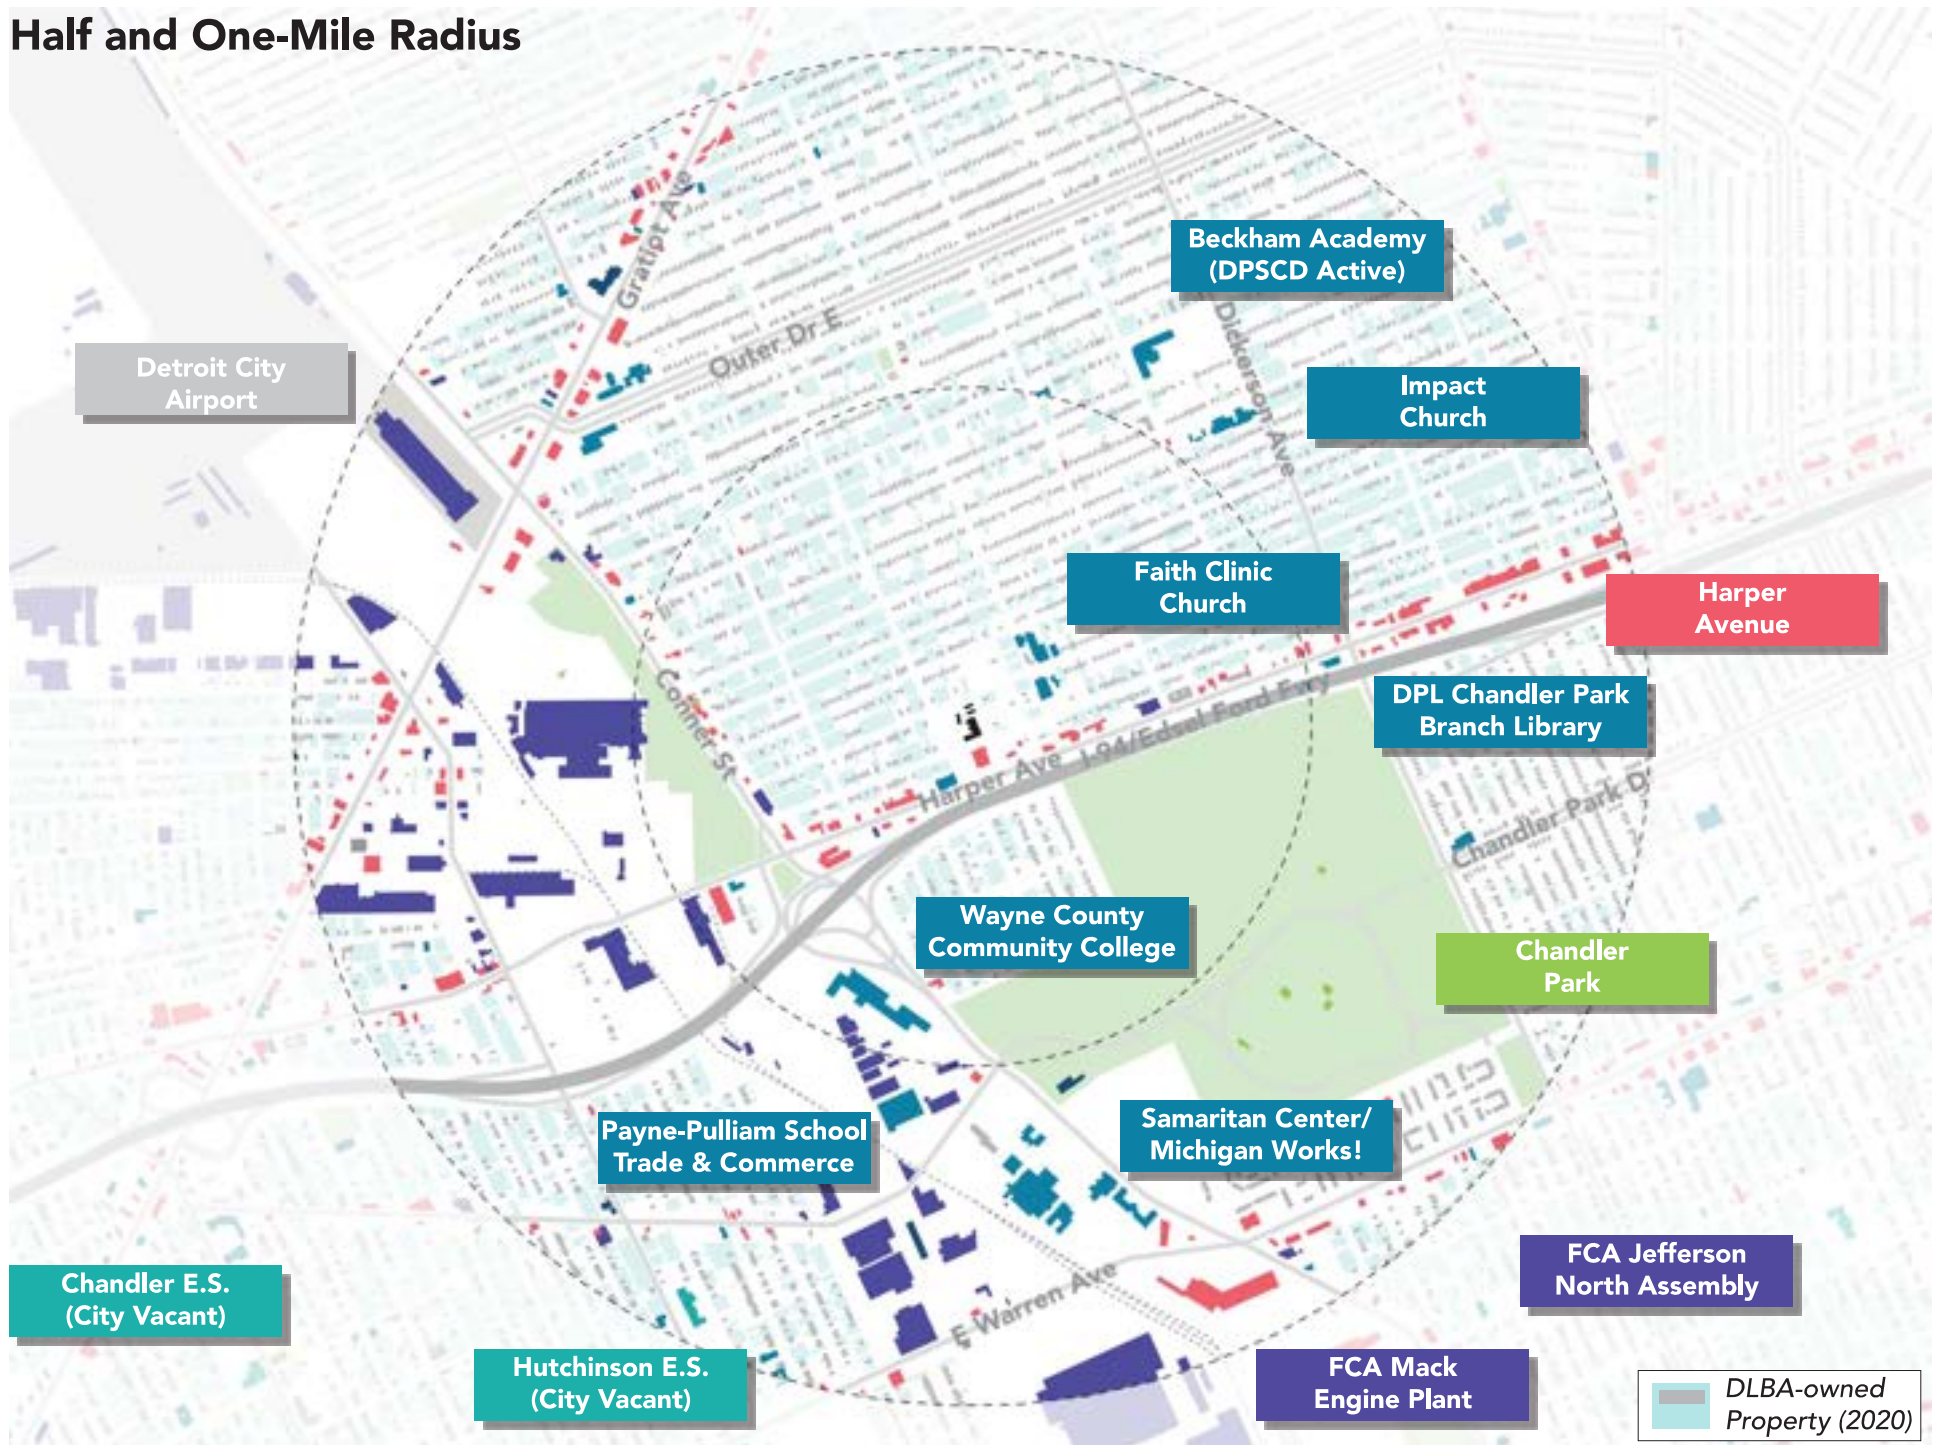 Half and One-Mile Radius
Gratiot Ave
Beckham Academy
(DPSCD Active)
Outer Dr E
Dickerson Ave
Detroit City
Airport
Impact
Church
Faith Clinic
Church
Harper
Avenue
Conner St
DPL Chandler Park
Branch Library
Harper Ave
I-94/Edsel Ford Fwy
Chandler Park D
Wayne County
Community College
Chandler
Park
Payne-Pulliam School
Trade & Commerce
Samaritan Center/
Michigan Works!
FCA Jefferson
North Assembly
Chandler E.S.
(City Vacant)
E Warren Ave
Hutchinson E.S.
(City Vacant)
FCA Mack
Engine Plant
DLBA-owned
Property (2020)